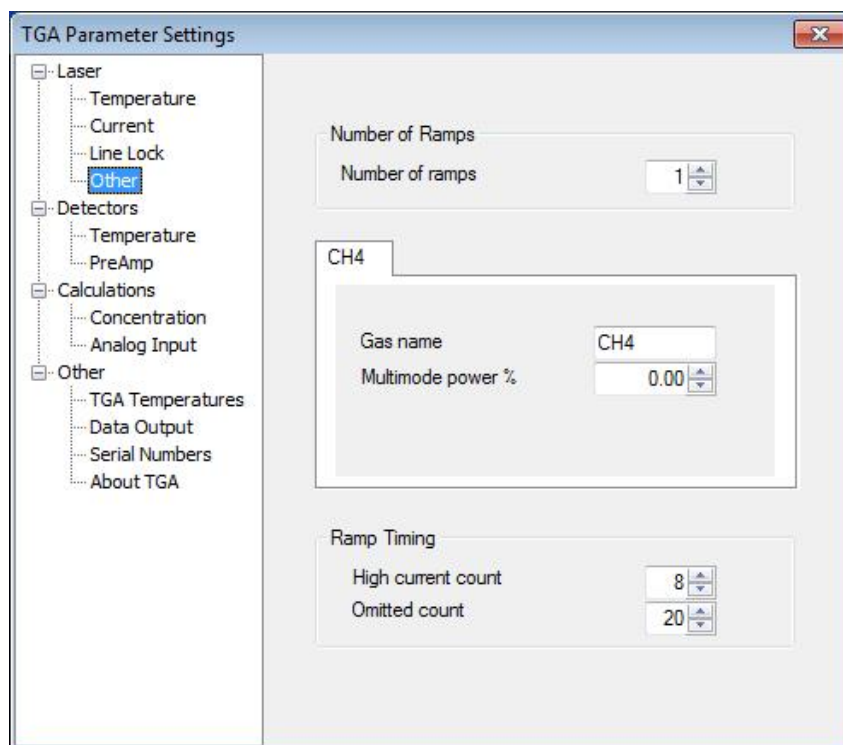 TGA Parameter Settings
Laser
Temperature
Current
Line Lock
Other
Detectors
Temperature
PreAmp
Calculations
Concentration
Analog Input
Other
TGA Temperatures
Data Output
Serial Numbers
About TGA
Number of Ramps
Number of ramps 1
CH4
Gas name CH4
Multimode power % 0.00
Ramp Timing
High current count 8
Omitted count 20